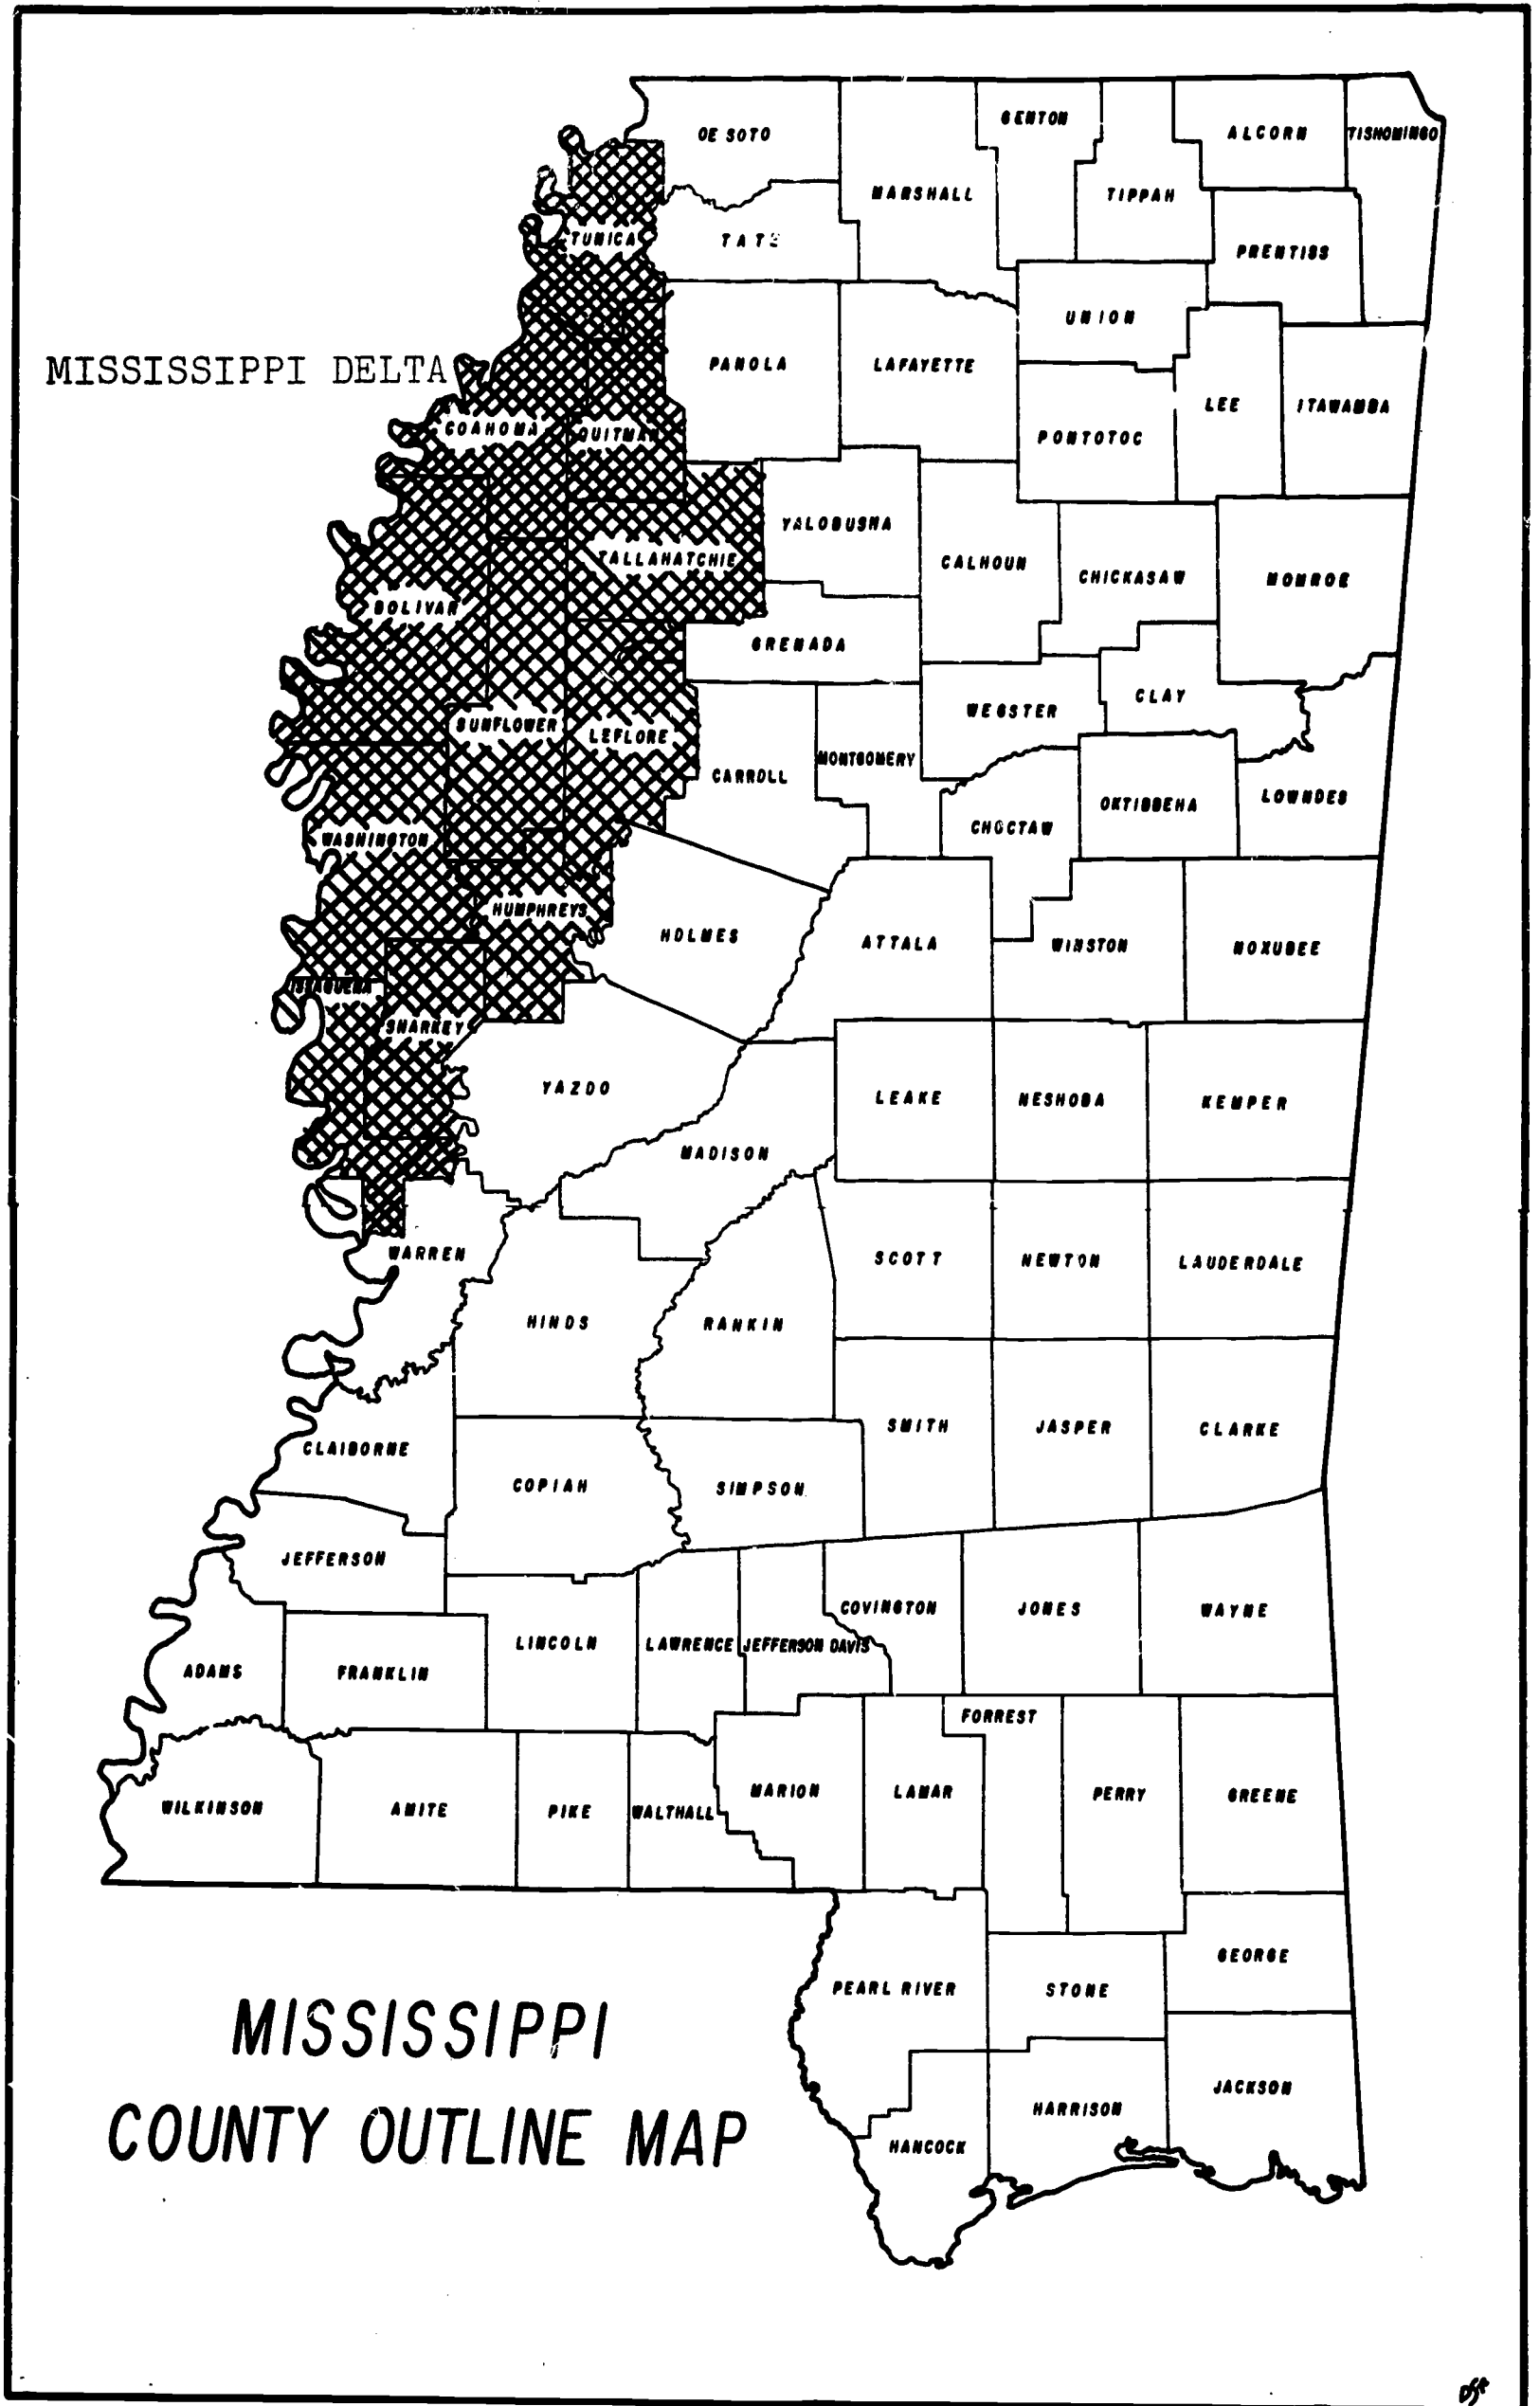 DE SOTO
BENTON
ALCORN
TISHOMINGO
MARSHALL
TIPPAH
TUNICA
TATE
PRENTISS
UNION
MISSISSIPPI DELTA
PANOLA
LAFAYETTE
LEE
ITAWAMBA
COAHOMA
QUITMAN
PONTOTOC
YALOBUSHA
TALLAHATCHIE
CALHOUN
CHICKASAW
MONROE
BOLIVAR
GRENADA
CLAY
WEBSTER
SUNFLOWER
LEFLORE
MONTGOMERY
CARROLL
OKTIBBEHA
LOWNDES
CHOCTAW
WASHINGTON
HUMPHREYS
HOLMES
ATTALA
WINSTON
NOXUBEE
ISSAQUENA
SHARKEY
YAZOO
LEAKE
NESHOBA
KEMPER
MADISON
WARREN
SCOTT
NEWTON
LAUDERDALE
HINDS
RANKIN
CLAIBORNE
SMITH
JASPER
CLARKE
COPIAH
SIMPSON
JEFFERSON
COVINGTON
JONES
WAYNE
LINCOLN
LAWRENCE
JEFFERSON DAVIS
ADAMS
FRANKLIN
FORREST
WILKINSON
AMITE
PIKE
WALTHALL
MARION
LAMAR
PERRY
GREENE
GEORGE
PEARL RIVER
STONE
MISSISSIPPI
COUNTY OUTLINE MAP
JACKSON
HARRISON
HANCOCK